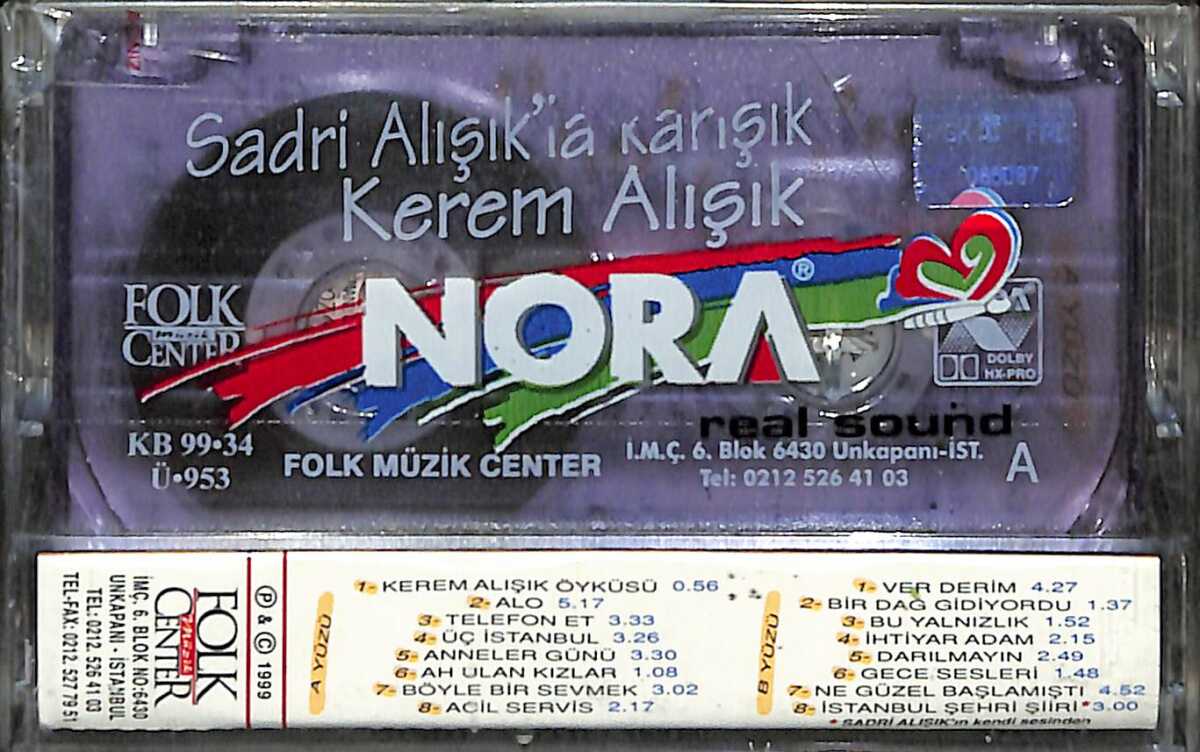 Sadri Alışık'la Karışık
Kerem Alışık
NORA®
FOLK
müzik
CENTER
DOLBY
HX-PRO
real sound
KB 99•34
Ü•953
FOLK MÜZİK CENTER
İ.M.Ç. 6. Blok 6430 Unkapanı-İST.
Tel: 0212 526 41 03
A
FOLK
müzik
CENTER
İMÇ. 6. BLOK NO:6430
UNKAPANI - İSTANBUL
TEL: 0212. 526 41 00
TEL-FAX: 0212. 527 79 51
℗ & © 1999
A YÜZÜ
1- KEREM ALIŞIK ÖYKÜSÜ 0.56
2- ALO 5.17
3- TELEFON ET 3.33
4- ÜÇ İSTANBUL 3.26
5- ANNELER GÜNÜ 3.30
6- AH ULAN KIZLAR 1.08
7- BÖYLE BİR SEVMEK 3.02
8- ACİL SERVİS 2.17
B YÜZÜ
1- VER DERİM 4.27
2- BİR DAĞ GİDİYORDU 1.37
3- BU YALNIZLIK 1.52
4- İHTİYAR ADAM 2.15
5- DARILMAYIN 2.49
6- GECE SESLERİ 1.48
7- NE GÜZEL BAŞLAMIŞTI 4.52
8- İSTANBUL ŞEHRİ ŞİİRİ *3.00
* SADRİ ALIŞIK'ın kendi sesinden